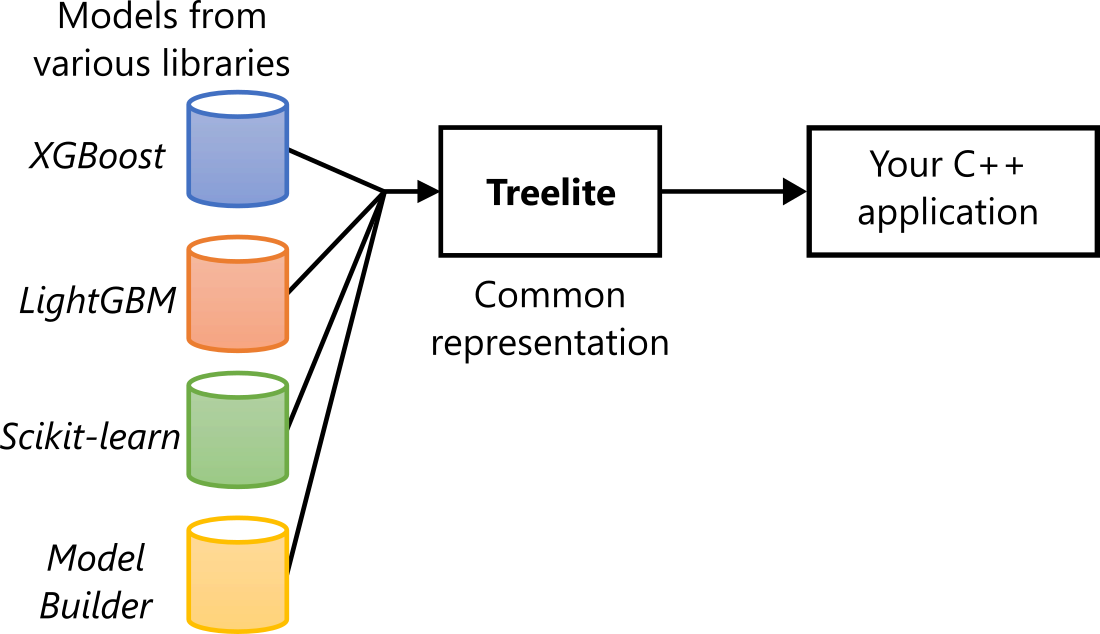 Models from
various libraries
XGBoost
LightGBM
Scikit-learn
Model
Builder
Treelite
Common
representation
Your C++
application